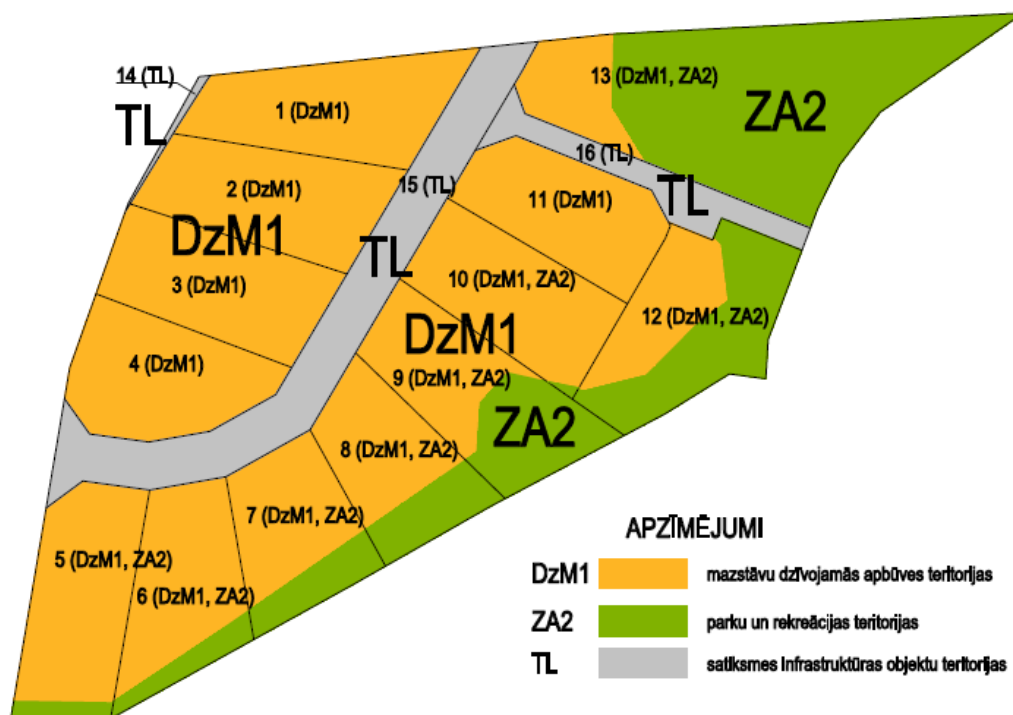 14 (TL)
TL
1 (DzM1)
13 (DzM1, ZA2)
ZA2
16 (TL)
TL
15 (TL)
2 (DzM1)
DzM1
11 (DzM1)
TL
3 (DzM1)
10 (DzM1, ZA2)
12 (DzM1, ZA2)
DzM1
4 (DzM1)
9 (DzM1, ZA2)
ZA2
8 (DzM1, ZA2)
7 (DzM1, ZA2)
5 (DzM1, ZA2)
6 (DzM1, ZA2)
APZĪMĒJUMI
DzM1 mazstāvu dzīvojamās apbūves teritorijas
ZA2 parku un rekreācijas teritorijas
TL satiksmes infrastruktūras objektu teritorijas